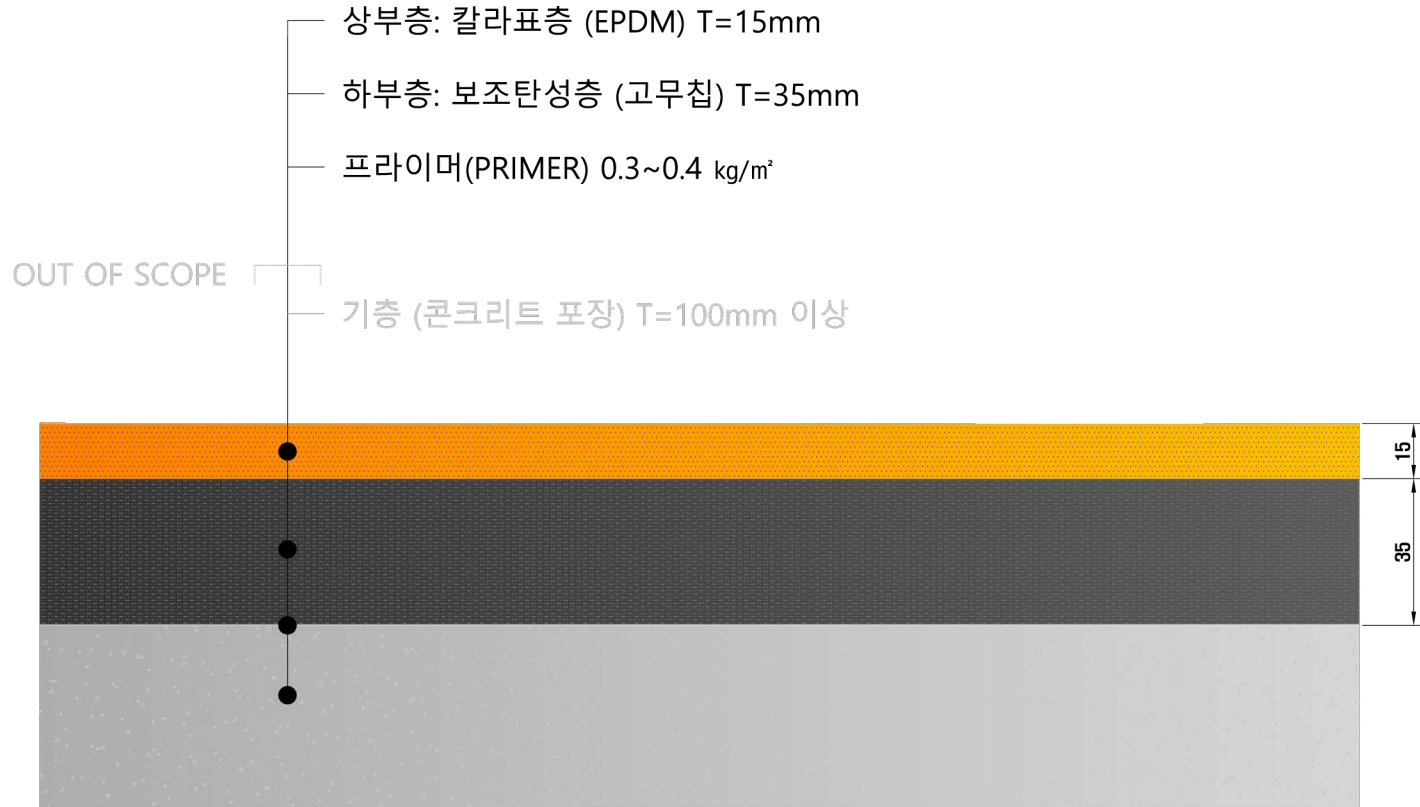 상부층: 칼라표층 (EPDM) T=15mm
하부층: 보조탄성층 (고무칩) T=35mm
프라이머(PRIMER) 0.3~0.4 kg/㎡
OUT OF SCOPE
기층 (콘크리트 포장) T=100mm 이상
15
35